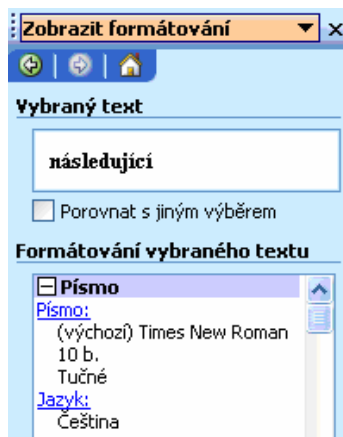 Zobrazit formátování
Vybraný text
následující
Porovnat s jiným výběrem
Formátování vybraného textu
Písmo
Písmo:
(výchozí) Times New Roman
10 b.
Tučné
Jazyk:
Čeština